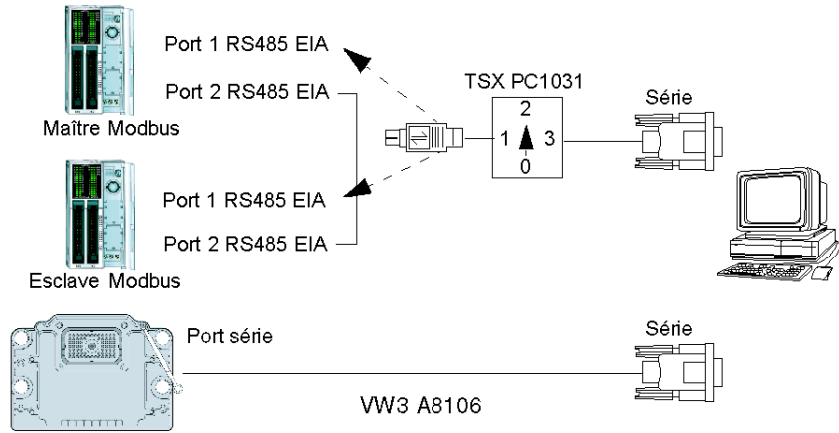 Port 1 RS485 EIA
Port 2 RS485 EIA
Maître Modbus
TSX PC1031
2
1 3
0
Série
Port 1 RS485 EIA
Port 2 RS485 EIA
Esclave Modbus
Port série
Série
VW3 A8106